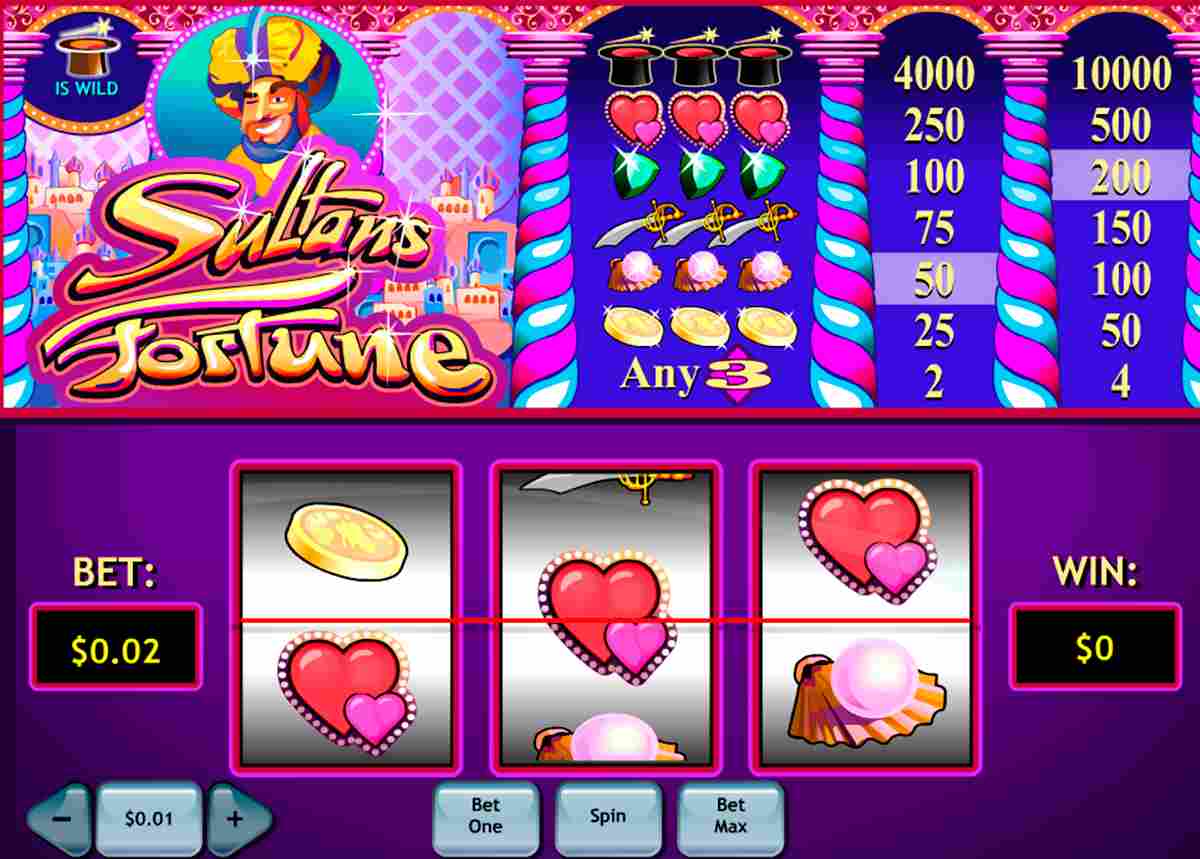 IS WILD
Sultans
Fortune
4000 10000
250 500
100 200
75 150
50 100
25 50
Any 3 2 4
BET:
$0.02
WIN:
$0
− $0.01 +
Bet One
Spin
Bet Max